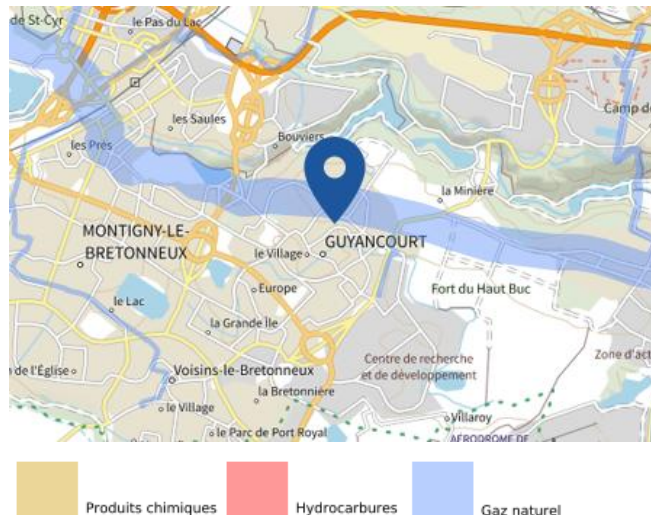 de St-Cyr
le Pas du Lac
les Saules
Bouviers
Camp d
les Prés
la Minière
MONTIGNY-LE-
BRETONNEUX
GUYANCOURT
le Village
Europe
Fort du Haut Buc
le Lac
la Grande Île
Centre de recherche
et de développement
Zone d'act
n de l'Église
Voisins-le-Bretonneux
la Bretonnière
le Village
Villaroy
le Parc de Port Royal
AÉRODROME DE
Produits chimiques
Hydrocarbures
Gaz naturel